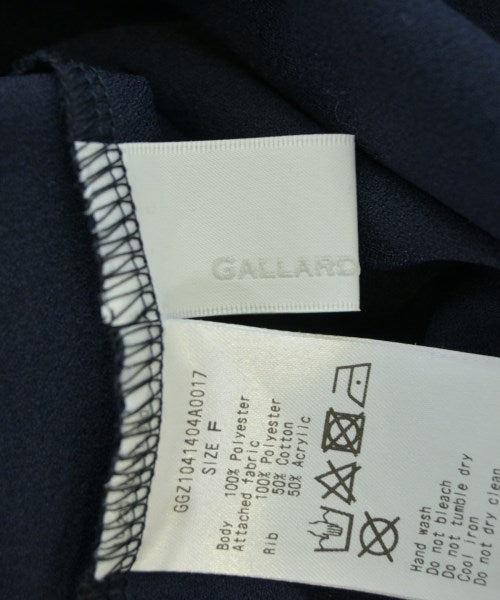 GALLARD
GGZ1041404A0017
SIZE F
Body 100% Polyester
Attached fabric
100% Polyester
Rib 50% Cotton
50% Acrylic
Hand wash
Do not bleach
Do not tumble dry
Cool iron
Do not dry clean